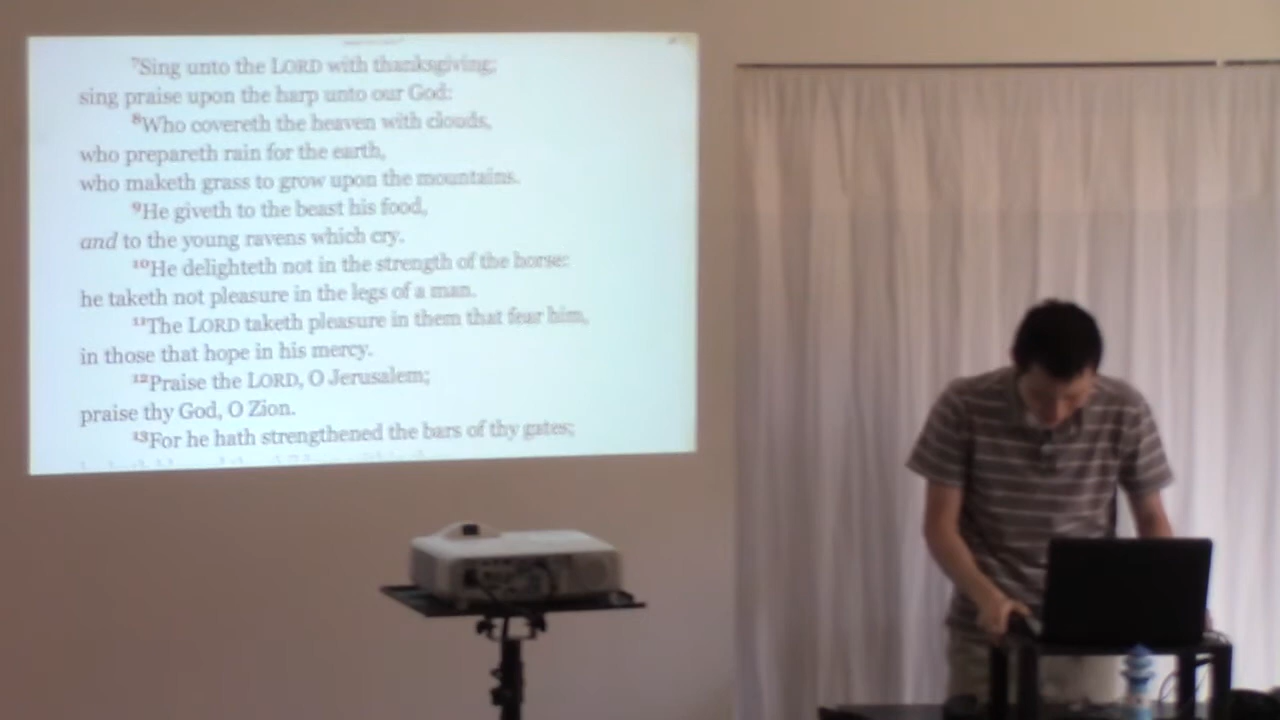 ⁷Sing unto the LORD with thanksgiving;
sing praise upon the harp unto our God:
⁸Who covereth the heaven with clouds,
who prepareth rain for the earth,
who maketh grass to grow upon the mountains.
⁹He giveth to the beast his food,
and to the young ravens which cry.
¹⁰He delighteth not in the strength of the horse:
he taketh not pleasure in the legs of a man.
¹¹The LORD taketh pleasure in them that fear him,
in those that hope in his mercy.
¹²Praise the LORD, O Jerusalem;
praise thy God, O Zion.
¹³For he hath strengthened the bars of thy gates;